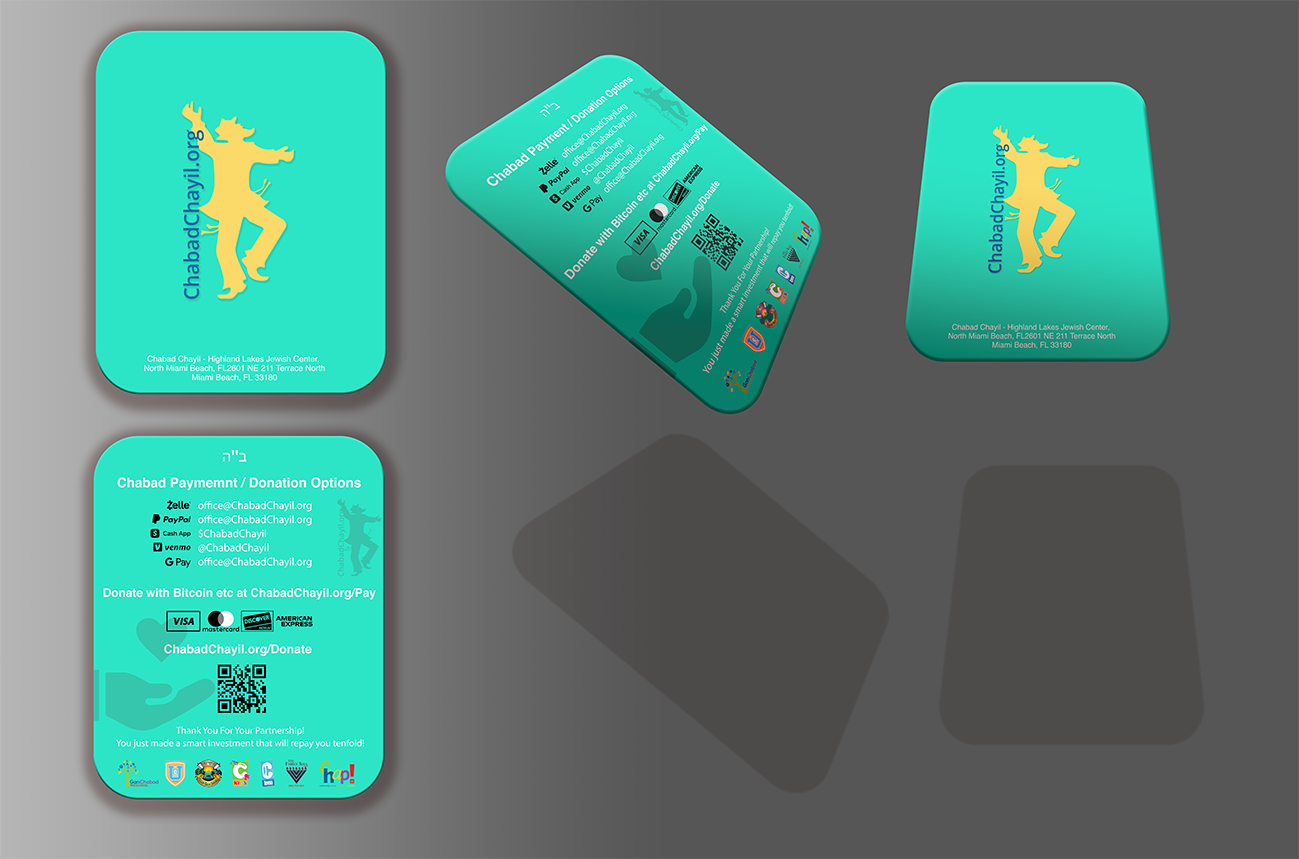 ChabadChayil.org
Chabad Chayil - Highland Lakes Jewish Center,
North Miami Beach, FL2601 NE 211 Terrace North
Miami Beach, FL 33180
ב"ה
Chabad Payment / Donation Options
Zelle office@ChabadChayil.org
PayPal office@ChabadChayil.org
Cash App $ChabadChayil
venmo @ChabadChayil
G Pay office@ChabadChayil.org
Donate with Bitcoin etc at ChabadChayil.org/Pay
VISA mastercard AMERICAN EXPRESS
ChabadChayil.org/Donate
Thank You For Your Partnership!
You just made a smart investment that will repay you tenfold!
GanChabad chap!
ChabadChayil.org
Chabad Chayil - Highland Lakes Jewish Center,
North Miami Beach, FL2601 NE 211 Terrace North
Miami Beach, FL 33180
ב"ה
Chabad Paymemnt / Donation Options
Zelle office@ChabadChayil.org
PayPal office@ChabadChayil.org
Cash App $ChabadChayil
venmo @ChabadChayil
G Pay office@ChabadChayil.org
ChabadChayil.org
Donate with Bitcoin etc at ChabadChayil.org/Pay
VISA mastercard DISCOVER AMERICAN EXPRESS
ChabadChayil.org/Donate
Thank You For Your Partnership!
You just made a smart investment that will repay you tenfold!
GanChabad chap!